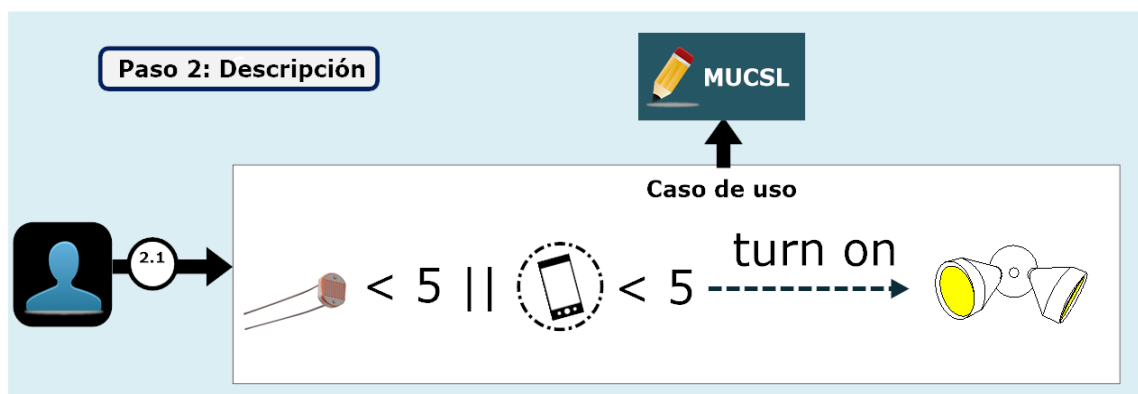 Paso 2: Descripción
MUCSL
Caso de uso
2.1
< 5 || < 5
turn on